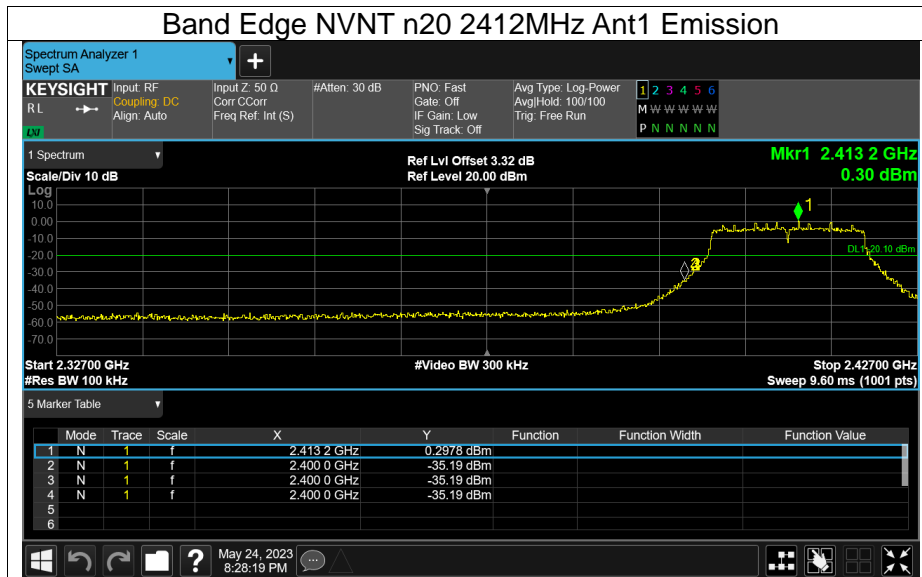 Band Edge NVNT n20 2412MHz Ant1 Emission
Spectrum Analyzer 1
Swept SA
+
KEYSIGHT Input: RF Input Z: 50 Ω #Atten: 30 dB PNO: Fast Avg Type: Log-Power 1 2 3 4 5 6
R L Coupling: DC Corr CCorr Gate: Off Avg|Hold: 100/100 M W W W W W
Align: Auto Freq Ref: Int (S) IF Gain: Low Trig: Free Run
LXI Sig Track: Off P N N N N N
1 Spectrum Ref Lvl Offset 3.32 dB Mkr1 2.413 2 GHz
Scale/Div 10 dB Ref Level 20.00 dBm 0.30 dBm
Log
10.0
1
0.00
-10.0
DL1 -20.10 dBm
-20.0
-30.0
-40.0
-50.0
-60.0
-70.0
Start 2.32700 GHz #Video BW 300 kHz Stop 2.42700 GHz
#Res BW 100 kHz Sweep 9.60 ms (1001 pts)
5 Marker Table
Mode Trace Scale X Y Function Function Width Function Value
1 N 1 f 2.413 2 GHz 0.2978 dBm
2 N 1 f 2.400 0 GHz -35.19 dBm
3 N 1 f 2.400 0 GHz -35.19 dBm
4 N 1 f 2.400 0 GHz -35.19 dBm
5
6
? May 24, 2023
8:28:19 PM